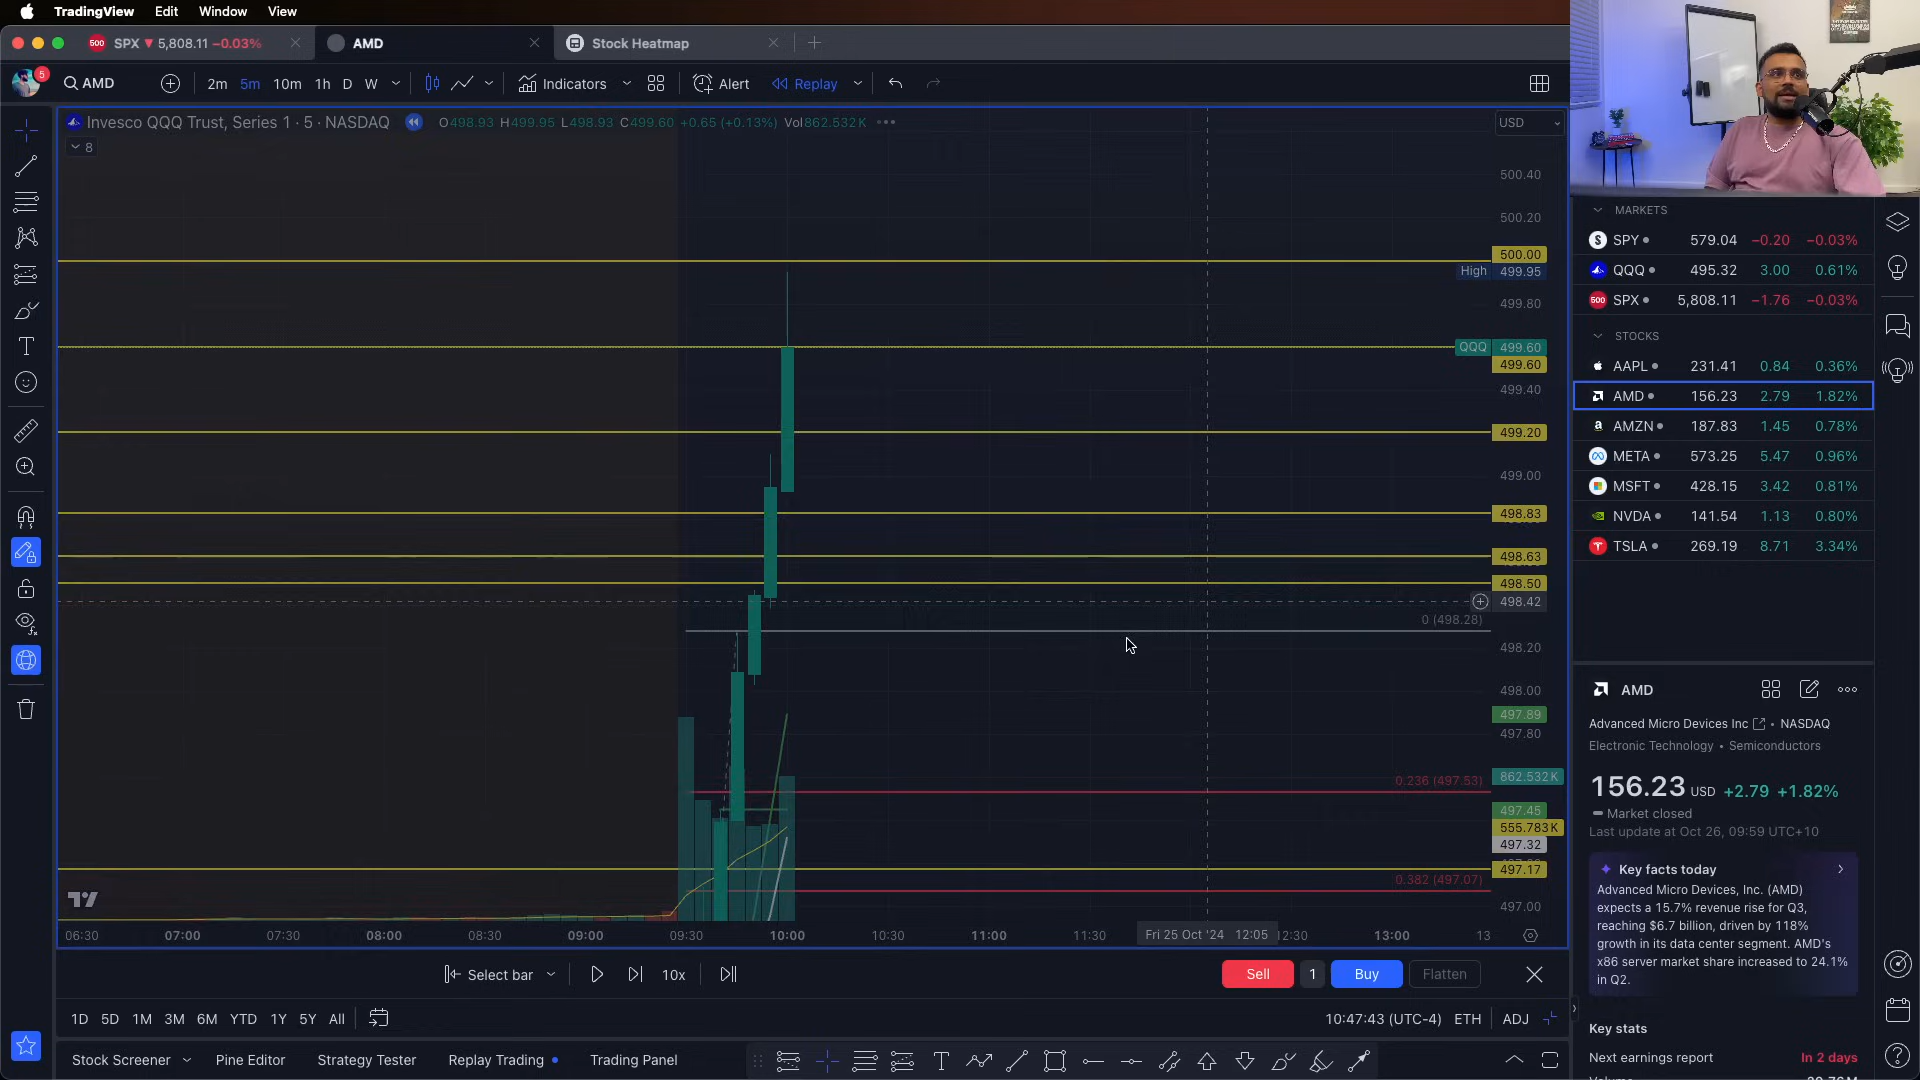 TradingView Edit Window View
500 SPX 5,808.11 −0.03%
AMD
Stock Heatmap
5 AMD 2m 5m 10m 1h D W Indicators Alert Replay
Invesco QQQ Trust, Series 1 · 5 · NASDAQ O498.93 H499.95 L498.93 C499.60 +0.65 (+0.13%) Vol862.532K
USD
8
500.40
500.20
500.00
High 499.95
499.80
QQQ 499.60
499.60
499.40
499.20
499.00
498.83
498.63
498.50
498.42
0 (498.28)
498.20
498.00
497.89
497.80
0.236 (497.53) 862.532K
497.45
555.783K
497.32
497.17
0.382 (497.07)
497.00
06:30 07:00 07:30 08:00 08:30 09:00 09:30 10:00 10:30 11:00 11:30 Fri 25 Oct '24 12:05 12:30 13:00 13
Select bar 10x Sell 1 Buy Flatten
1D 5D 1M 3M 6M YTD 1Y 5Y All 10:47:43 (UTC-4) ETH ADJ
Stock Screener Pine Editor Strategy Tester Replay Trading Trading Panel
MARKETS
SPY 579.04 −0.20 −0.03%
QQQ 495.32 3.00 0.61%
500 SPX 5,808.11 −1.76 −0.03%
STOCKS
AAPL 231.41 0.84 0.36%
AMD 156.23 2.79 1.82%
AMZN 187.83 1.45 0.78%
META 573.25 5.47 0.96%
MSFT 428.15 3.42 0.81%
NVDA 141.54 1.13 0.80%
TSLA 269.19 8.71 3.34%
AMD
Advanced Micro Devices Inc • NASDAQ
Electronic Technology • Semiconductors
156.23 USD +2.79 +1.82%
Market closed
Last update at Oct 26, 09:59 UTC+10
Key facts today
Advanced Micro Devices, Inc. (AMD)
expects a 15.7% revenue rise for Q3,
reaching $6.7 billion, driven by 118%
growth in its data center segment. AMD's
x86 server market share increased to 24.1%
in Q2.
Key stats
Next earnings report In 2 days